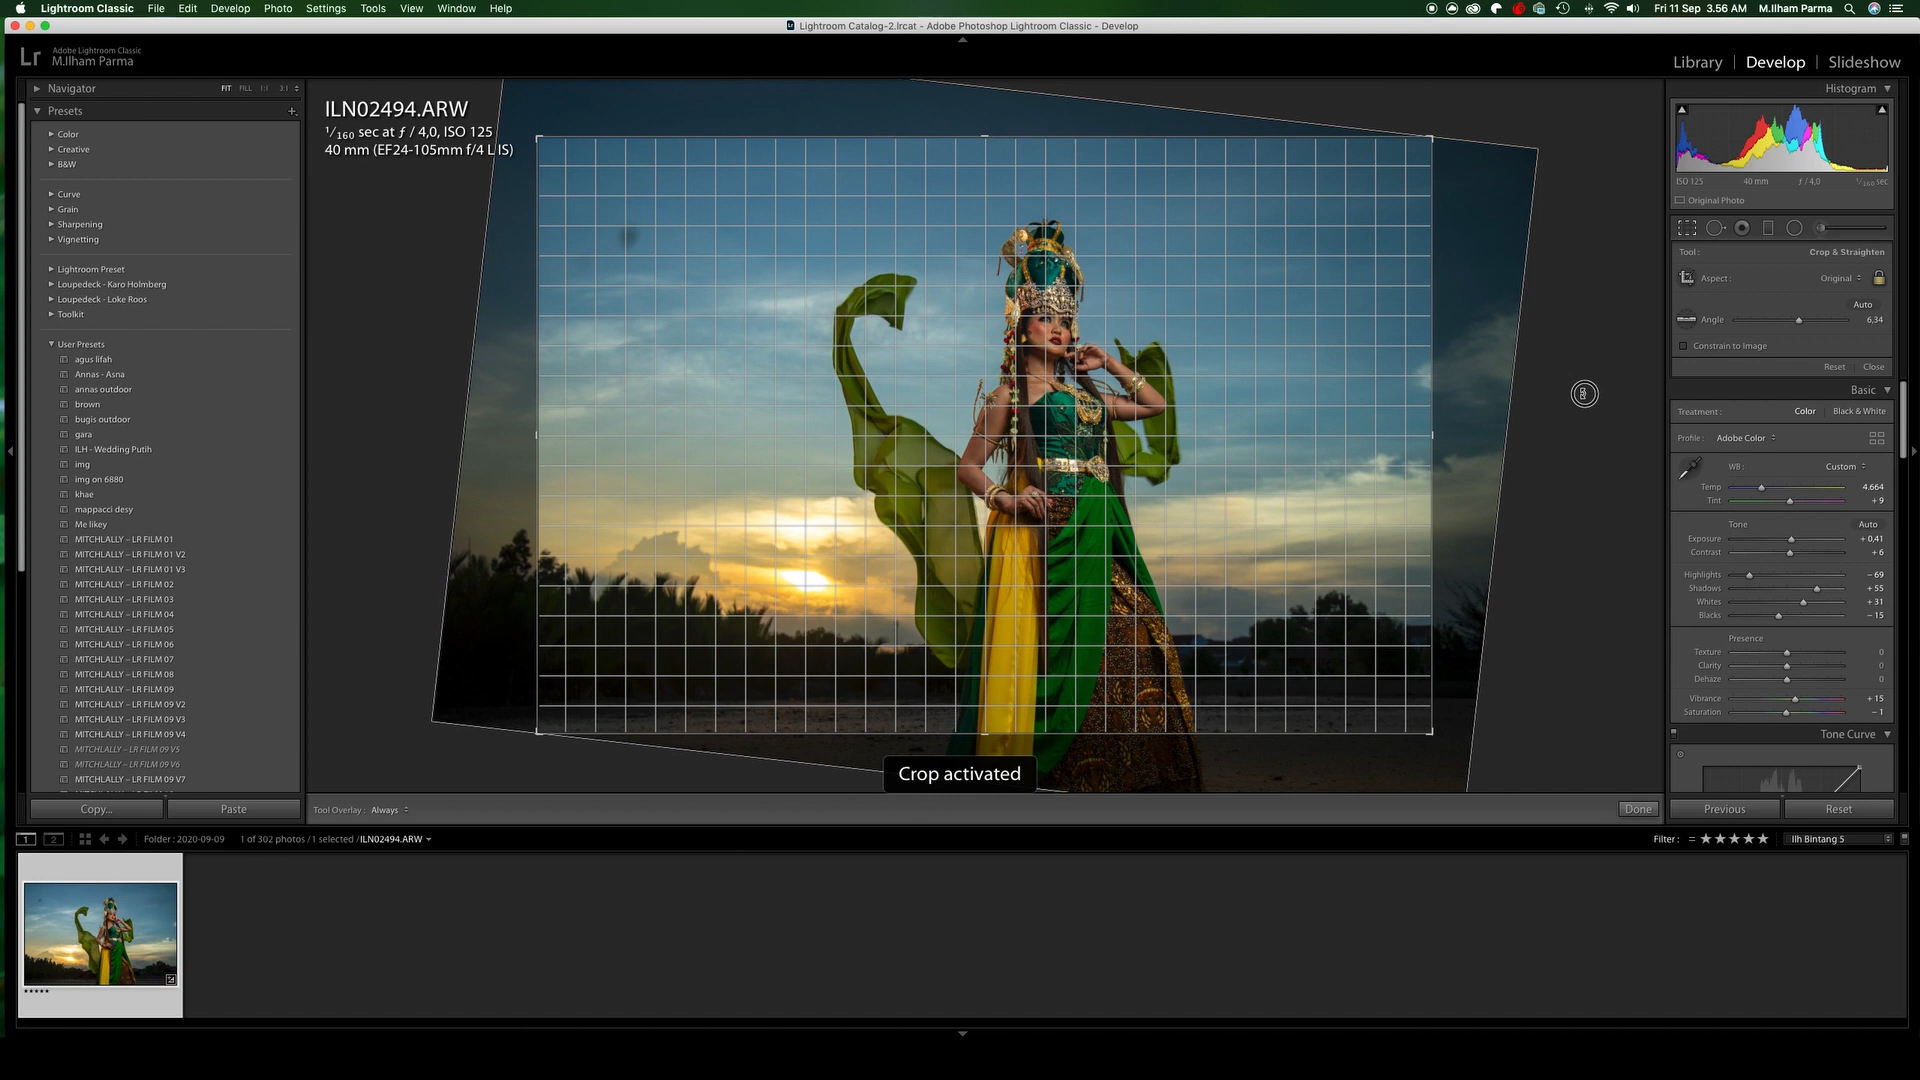 Lightroom Classic File Edit Develop Photo Settings Tools View Window Help
Fri 11 Sep 3.56 AM M.Ilham Parma
Lightroom Catalog-2.lrcat - Adobe Photoshop Lightroom Classic - Develop
Lr
Adobe Lightroom Classic
M.Ilham Parma
Library | Develop | Slideshow
Navigator
FIT FILL 1:1 3:1
Presets
Color
Creative
B&W
Curve
Grain
Sharpening
Vignetting
Lightroom Preset
Loupedeck - Karo Holmberg
Loupedeck - Loke Roos
Toolkit
User Presets
agus lifah
Annas - Asna
annas outdoor
brown
bugis outdoor
gara
ILH - Wedding Putih
img
img on 6880
khae
mappacci desy
Me likey
MITCHLALLY – LR FILM 01
MITCHLALLY – LR FILM 01 V2
MITCHLALLY – LR FILM 01 V3
MITCHLALLY – LR FILM 02
MITCHLALLY – LR FILM 03
MITCHLALLY – LR FILM 04
MITCHLALLY – LR FILM 05
MITCHLALLY – LR FILM 06
MITCHLALLY – LR FILM 07
MITCHLALLY – LR FILM 08
MITCHLALLY – LR FILM 09
MITCHLALLY – LR FILM 09 V2
MITCHLALLY – LR FILM 09 V3
MITCHLALLY – LR FILM 09 V4
MITCHLALLY – LR FILM 09 V5
MITCHLALLY – LR FILM 09 V6
MITCHLALLY – LR FILM 09 V7
Copy... Paste
ILN02494.ARW
1/160 sec at ƒ / 4,0, ISO 125
40 mm (EF24-105mm f/4 L IS)
Crop activated
Tool Overlay : Always
Done
Histogram
ISO 125 40 mm ƒ / 4,0 1/160 sec
Original Photo
Tool : Crop & Straighten
Aspect : Original
Auto
Angle 6,34
Constrain to Image
Reset Close
Basic
Treatment : Color | Black & White
Profile : Adobe Color
WB : Custom
Temp 4.664
Tint + 9
Tone Auto
Exposure + 0,41
Contrast + 6
Highlights – 69
Shadows + 55
Whites + 31
Blacks – 15
Presence
Texture 0
Clarity 0
Dehaze 0
Vibrance + 15
Saturation – 1
Tone Curve
Previous Reset
1 2 Folder : 2020-09-09 1 of 302 photos / 1 selected / ILN02494.ARW
Filter : Ilh Bintang 5